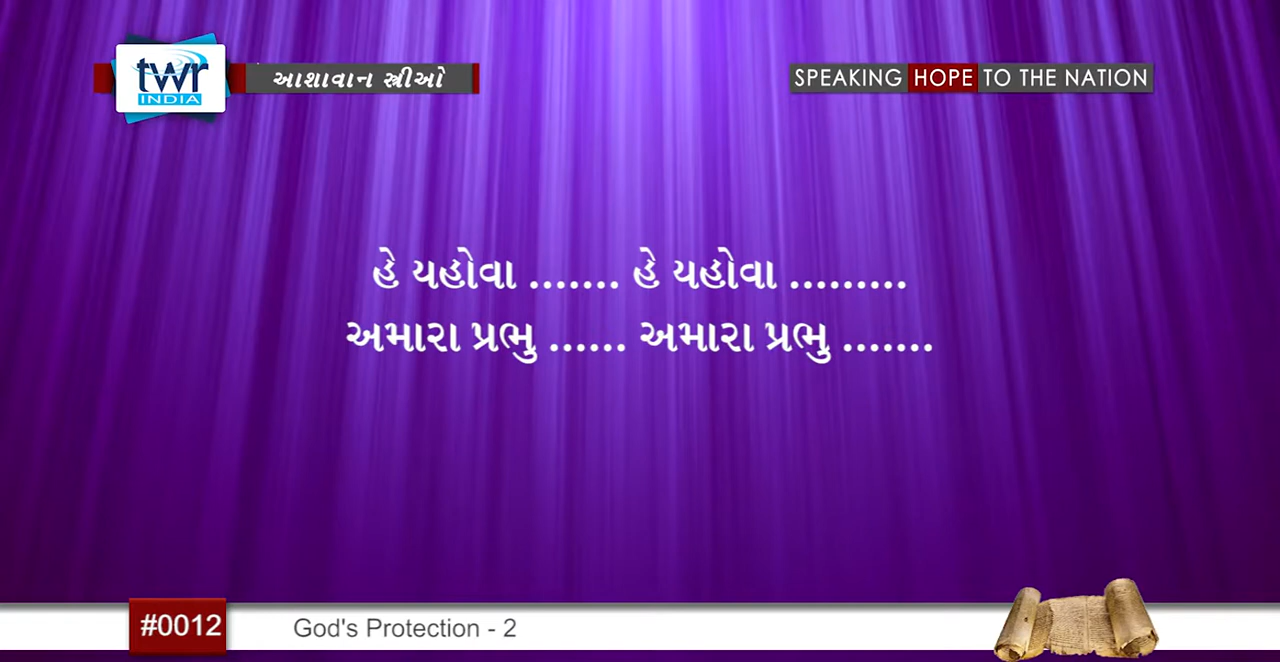 twr
INDIA
આશાવાન સ્ત્રીઓ
SPEAKING HOPE TO THE NATION
હે યહોવા ....... હે યહોવા .........
અમારા પ્રભુ ...... અમારા પ્રભુ .......
#0012
God's Protection - 2